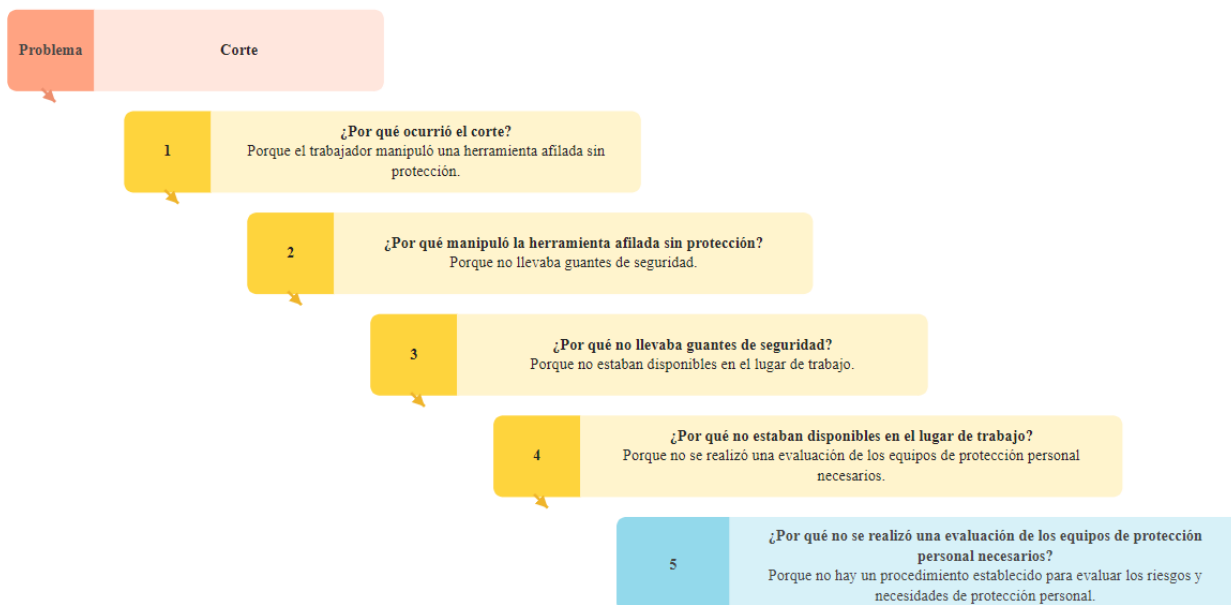 Problema
Corte
1
¿Por qué ocurrió el corte?
Porque el trabajador manipuló una herramienta afilada sin
protección.
2
¿Por qué manipuló la herramienta afilada sin protección?
Porque no llevaba guantes de seguridad.
3
¿Por qué no llevaba guantes de seguridad?
Porque no estaban disponibles en el lugar de trabajo.
4
¿Por qué no estaban disponibles en el lugar de trabajo?
Porque no se realizó una evaluación de los equipos de protección personal
necesarios.
5
¿Por qué no se realizó una evaluación de los equipos de protección
personal necesarios?
Porque no hay un procedimiento establecido para evaluar los riesgos y
necesidades de protección personal.